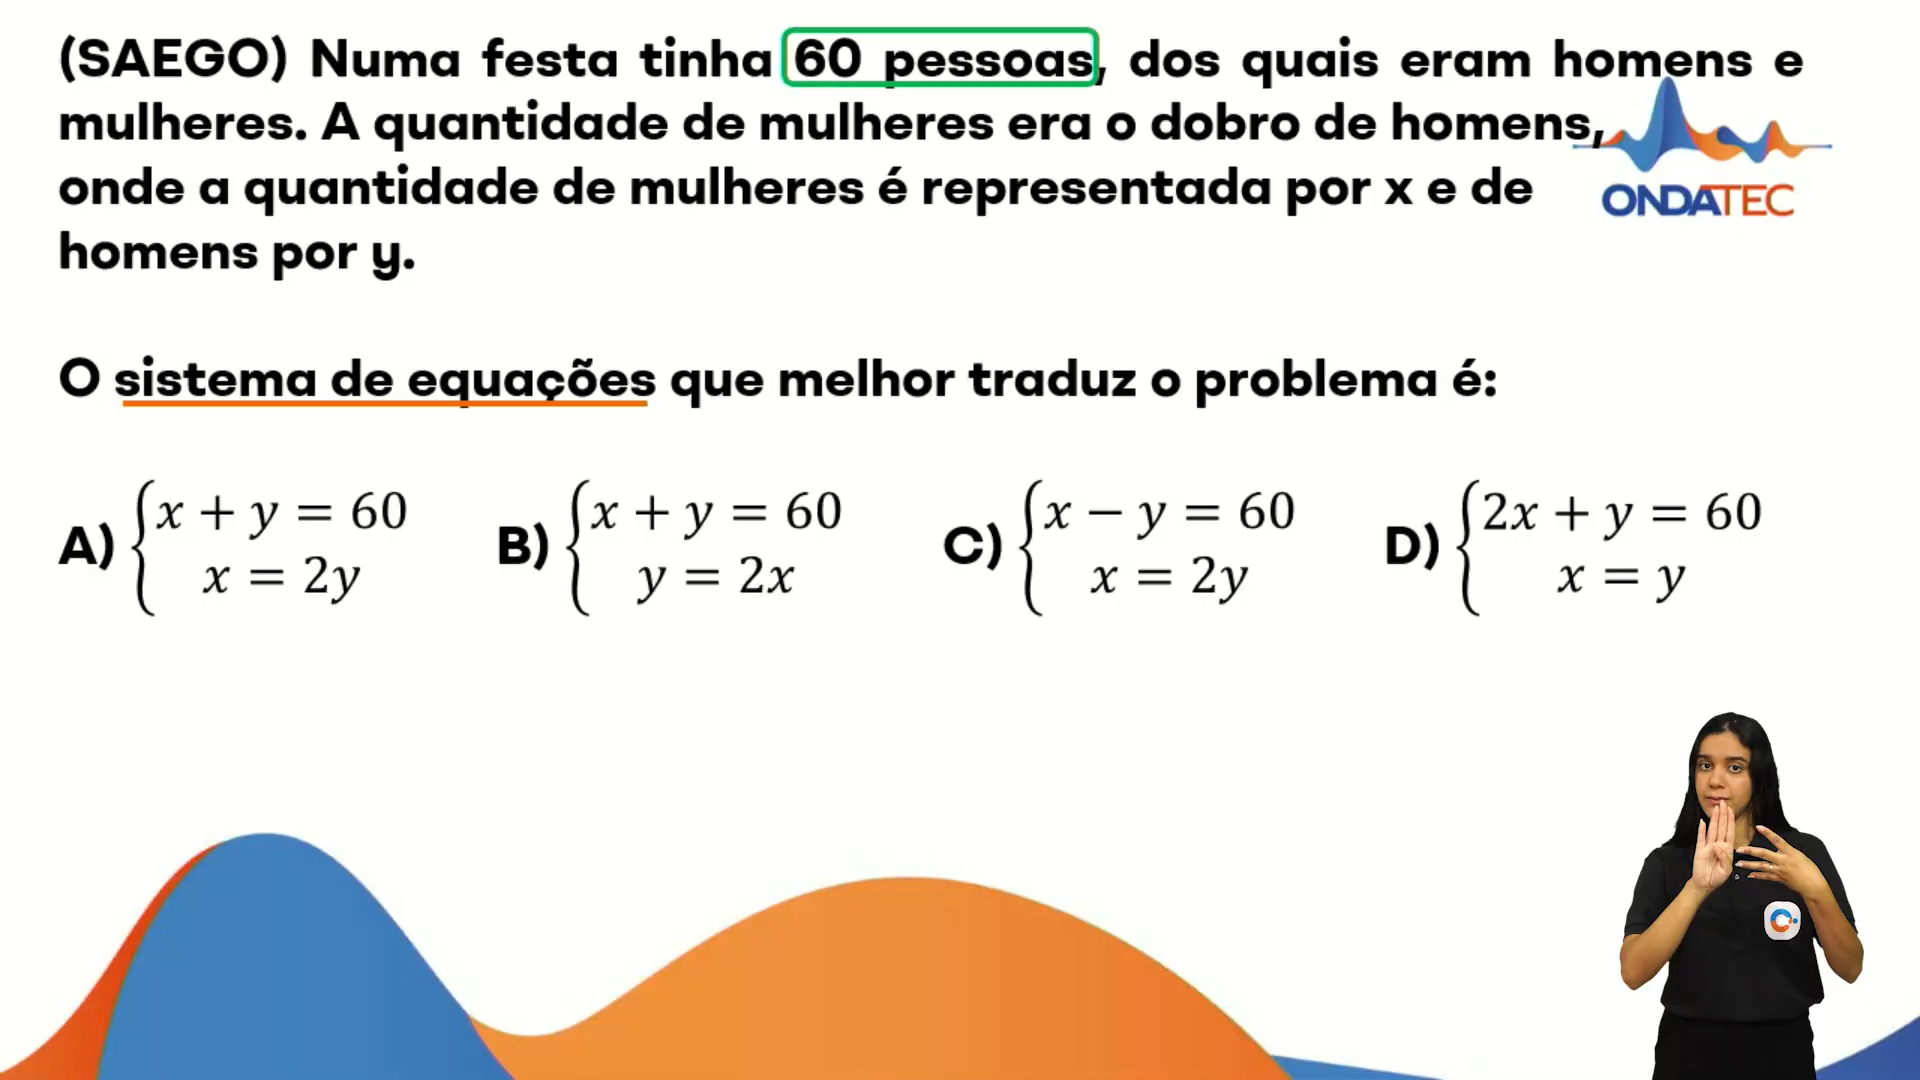 (SAEGO) Numa festa tinha 60 pessoas, dos quais eram homens e
mulheres. A quantidade de mulheres era o dobro de homens,
onde a quantidade de mulheres é representada por x e de
homens por y.
ONDATEC
O sistema de equações que melhor traduz o problema é:
A) { x + y = 60
x = 2y
B) { x + y = 60
y = 2x
C) { x − y = 60
x = 2y
D) { 2x + y = 60
x = y